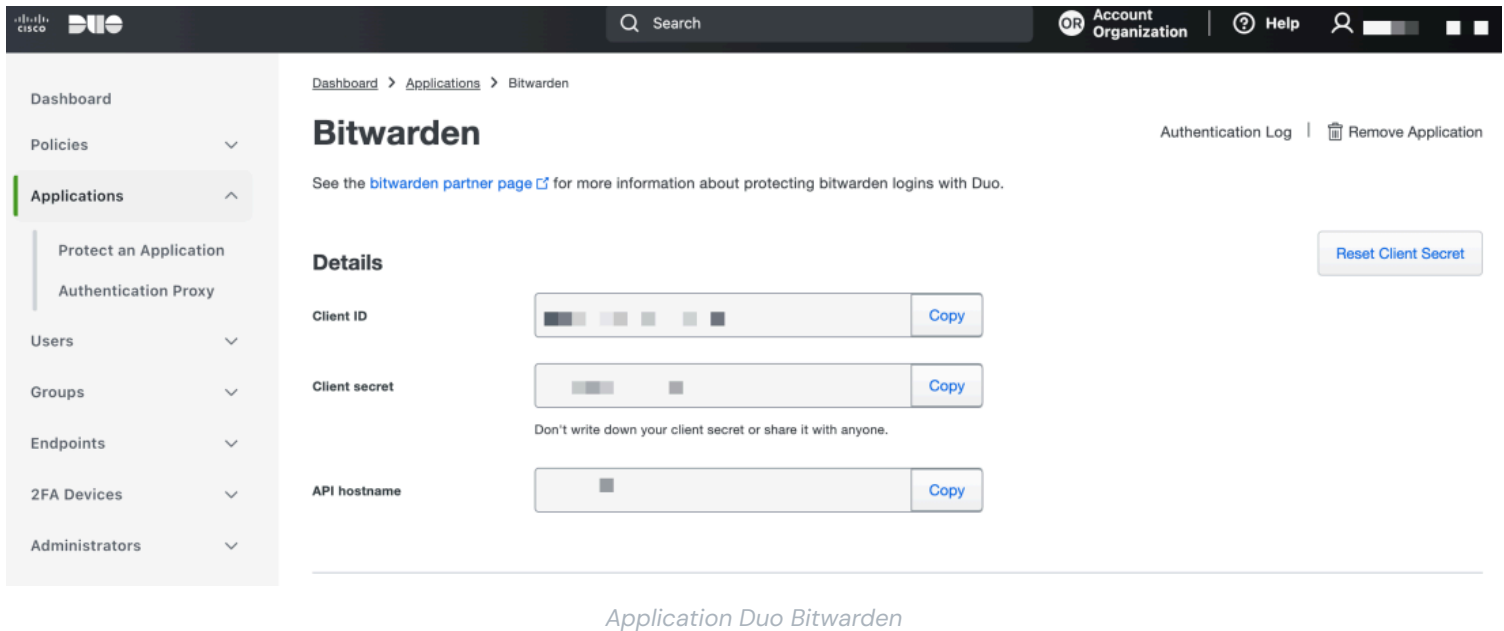 cisco DUO
Search
OR Account Organization
Help
Dashboard
Policies
Applications
Protect an Application
Authentication Proxy
Users
Groups
Endpoints
2FA Devices
Administrators
Dashboard > Applications > Bitwarden
Bitwarden
Authentication Log | Remove Application
See the bitwarden partner page for more information about protecting bitwarden logins with Duo.
Details
Reset Client Secret
Client ID
Copy
Client secret
Copy
Don't write down your client secret or share it with anyone.
API hostname
Copy
Application Duo Bitwarden